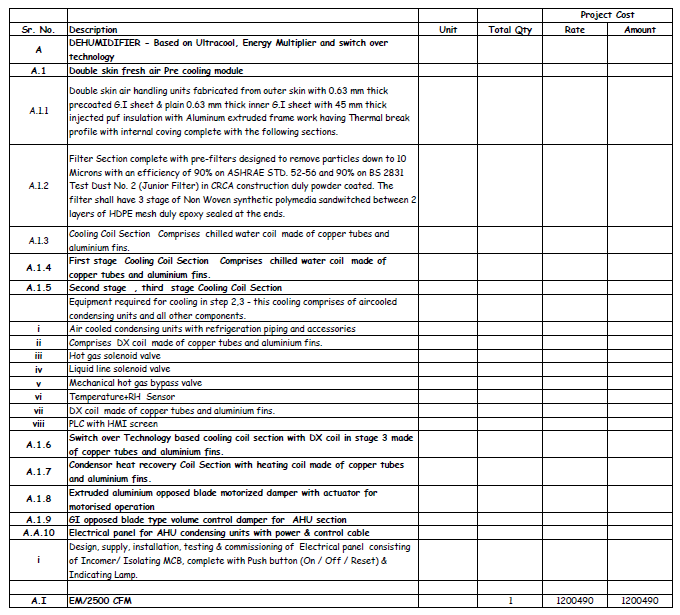 Project Cost
Sr. No. Description Unit Total Qty Rate Amount
A DEHUMIDIFIER - Based on Ultracool, Energy Multiplier and switch over
technology
A.1 Double skin fresh air Pre cooling module
A.1.1 Double skin air handling units fabricated from outer skin with 0.63 mm thick
precoated G.I sheet & plain 0.63 mm thick inner G.I sheet with 45 mm thick
injected puf insulation with Aluminum extruded frame work having Thermal break
profile with internal coving complete with the following sections.
A.1.2 Filter Section complete with pre-filters designed to remove particles down to 10
Microns with an efficiency of 90% on ASHRAE STD. 52-56 and 90% on BS 2831
Test Dust No. 2 (Junior Filter) in CRCA construction duly powder coated. The
filter shall have 3 stage of Non Woven synthetic polymedia sandwitched between 2
layers of HDPE mesh duly epoxy sealed at the ends.
A.1.3 Cooling Coil Section Comprises chilled water coil made of copper tubes and
aluminium fins.
A.1.4 First stage Cooling Coil Section Comprises chilled water coil made of
copper tubes and aluminium fins.
A.1.5 Second stage , third stage Cooling Coil Section
Equipment required for cooling in step 2,3 - this cooling comprises of aircooled
condensing units and all other components.
i Air cooled condensing units with refrigeration piping and accessories
ii Comprises DX coil made of copper tubes and aluminium fins.
iii Hot gas solenoid valve
iv Liquid line solenoid valve
v Mechanical hot gas bypass valve
vi Temperature+RH Sensor
vii DX coil made of copper tubes and aluminium fins.
viii PLC with HMI screen
A.1.6 Switch over Technology based cooling coil section with DX coil in stage 3 made
of copper tubes and aluminium fins.
A.1.7 Condensor heat recovery Coil Section with heating coil made of copper tubes
and aluminium fins.
A.1.8 Extruded aluminium opposed blade motorized damper with actuator for
motorised operation
A.1.9 GI opposed blade type volume control damper for AHU section
A.A.10 Electrical panel for AHU condensing units with power & control cable
i Design, supply, installation, testing & commissioning of Electrical panel consisting
of Incomer/ Isolating MCB, complete with Push button (On / Off / Reset) &
Indicating Lamp.
A.I EM/2500 CFM 1 1200490 1200490